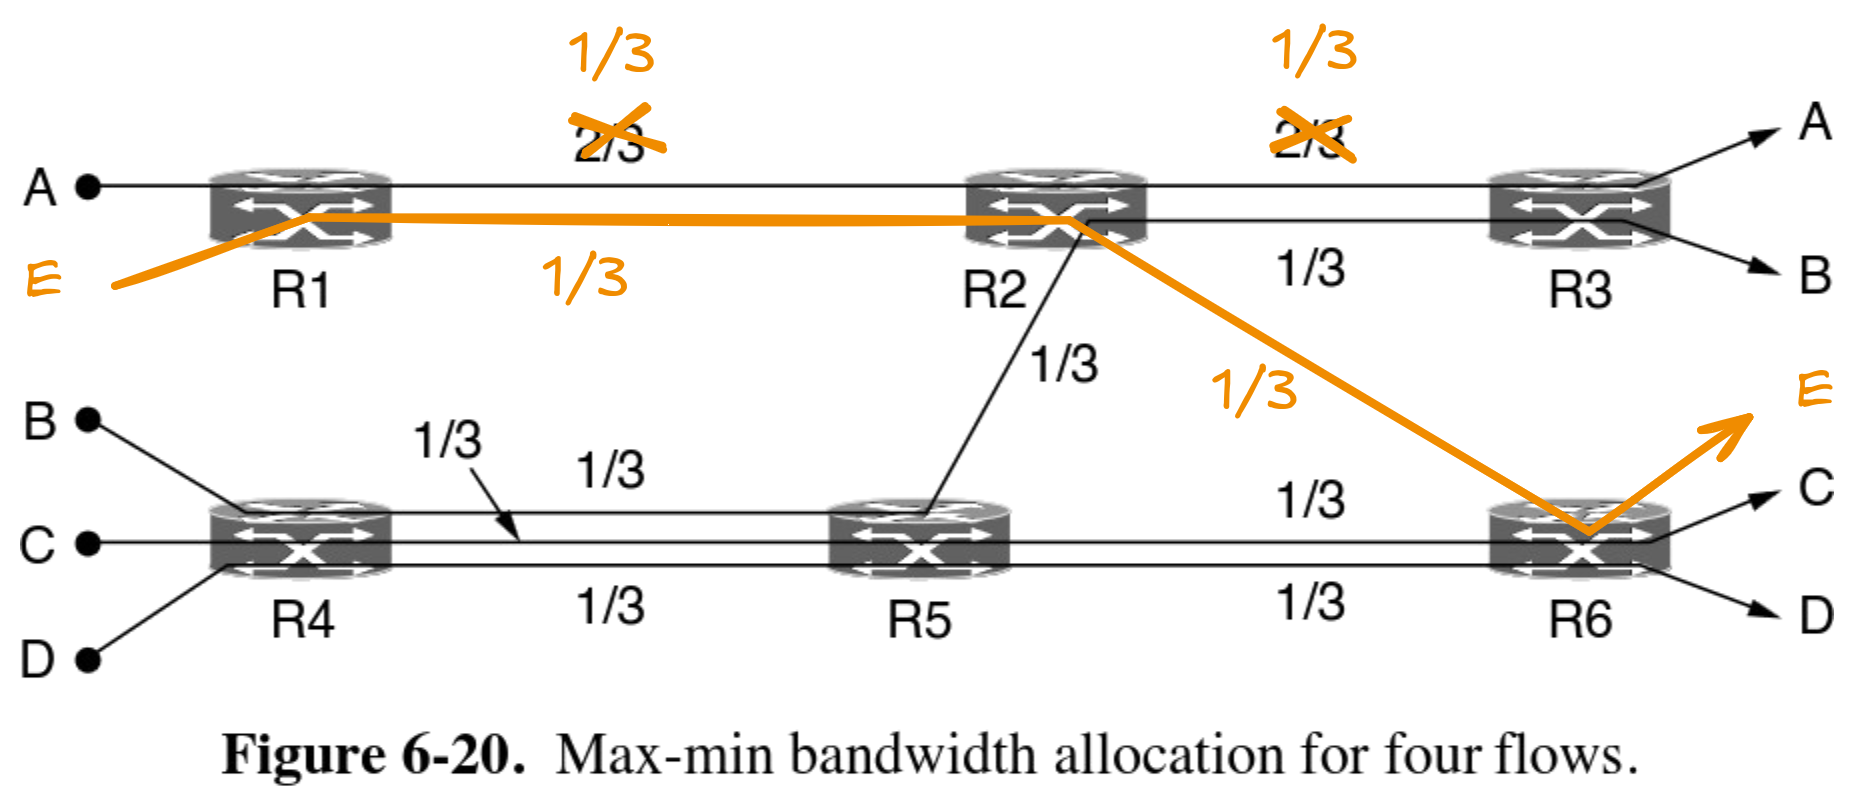 1/3 1/3
2/3 2/3
A
A
E
R1
1/3
R2
1/3
R3
B
1/3
1/3
E
B
1/3
1/3
1/3
C
C
R4
1/3
R5
1/3
R6
D
D
Figure 6-20. Max-min bandwidth allocation for four flows.